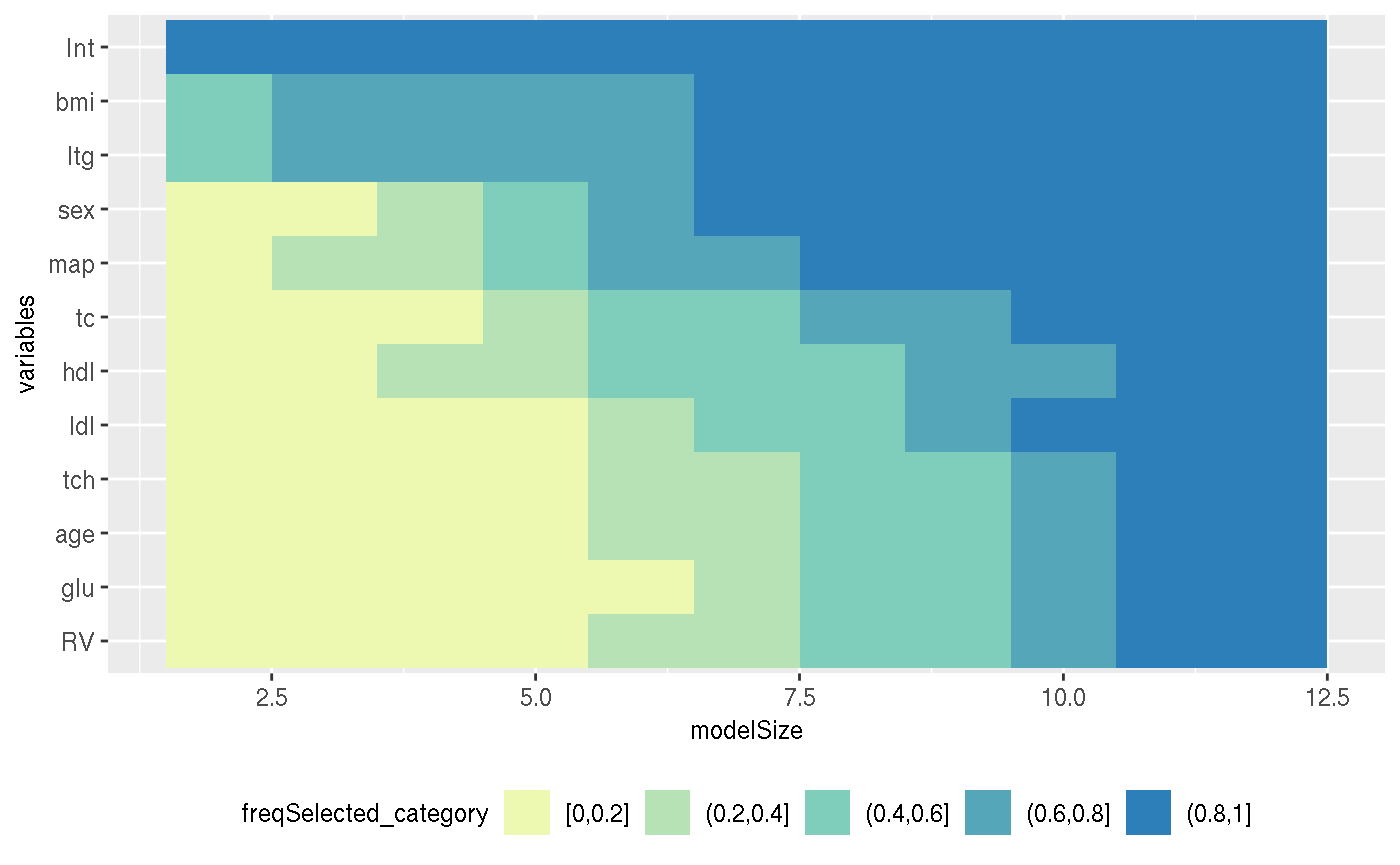 Int
bmi
ltg
sex
map
tc
hdl
ldl
tch
age
glu
RV
variables
2.5 5.0 7.5 10.0 12.5
modelSize
freqSelected_category [0,0.2] (0.2,0.4] (0.4,0.6] (0.6,0.8] (0.8,1]